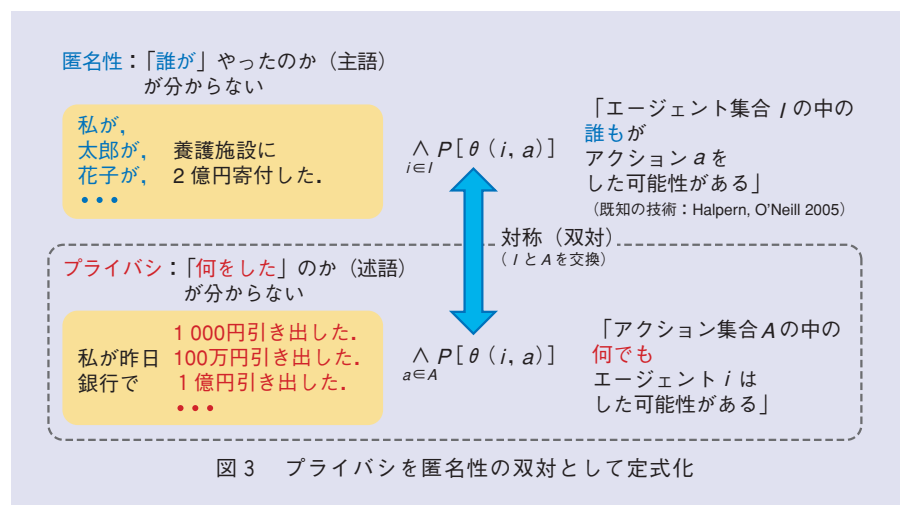 匿名性：「誰が」やったのか（主語）
が分からない
私が，
太郎が，
花子が，
•••
養護施設に
2億円寄付した．
∧ P［θ（i, a）］
i∈I
「エージェント集合 I の中の
誰もが
アクション a を
した可能性がある」
（既知の技術：Halpern, O’Neill 2005）
対称（双対）
（I と A を交換）
プライバシ：「何をした」のか（述語）
が分からない
私が昨日
銀行で
1 000円引き出した．
100万円引き出した．
1億円引き出した．
•••
∧ P［θ（i, a）］
a∈A
「アクション集合 A の中の
何でも
エージェント i は
した可能性がある」
図3　プライバシを匿名性の双対として定式化